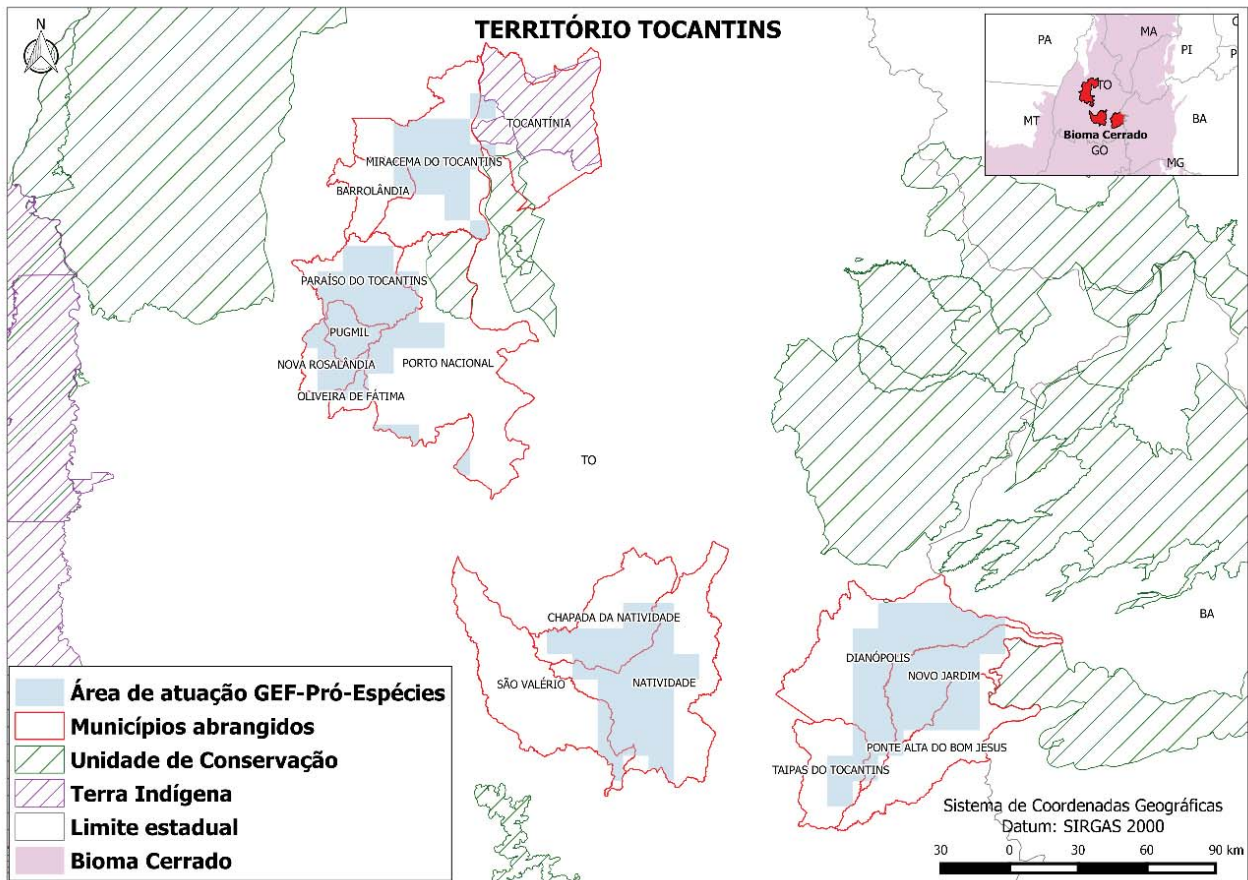 TERRITÓRIO TOCANTINS
N
PA
MA
PI
TO
MT
BA
Bioma Cerrado
GO
MG
TOCANTÍNIA
MIRACEMA DO TOCANTINS
BARROLÂNDIA
PARAÍSO DO TOCANTINS
PUGMIL
NOVA ROSALÂNDIA
PORTO NACIONAL
OLIVEIRA DE FÁTIMA
TO
CHAPADA DA NATIVIDADE
SÃO VALÉRIO
NATIVIDADE
BA
DIANÓPOLIS
NOVO JARDIM
PONTE ALTA DO BOM JESUS
TAIPAS DO TOCANTINS
Área de atuação GEF-Pró-Espécies
Municípios abrangidos
Unidade de Conservação
Terra Indígena
Limite estadual
Bioma Cerrado
Sistema de Coordenadas Geográficas
Datum: SIRGAS 2000
30 0 30 60 90 km